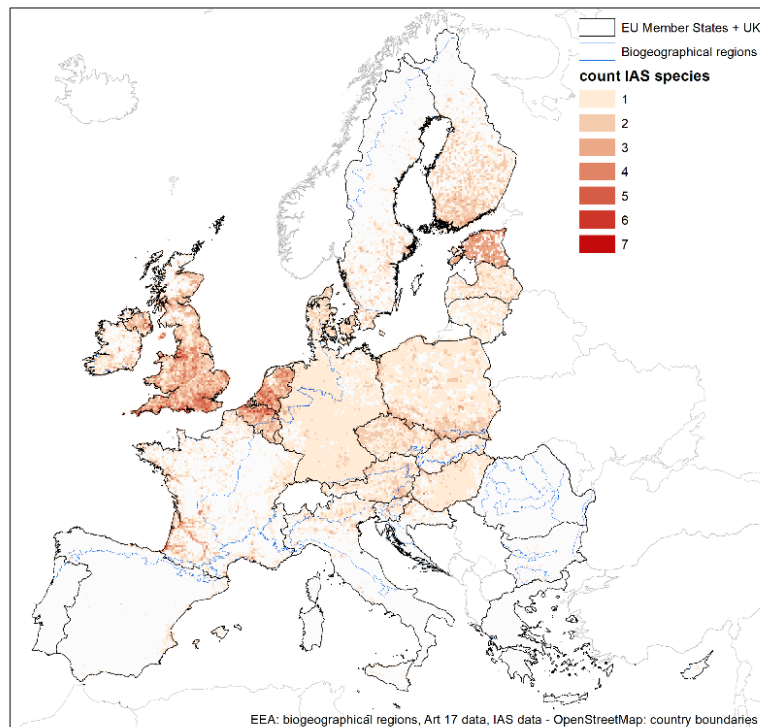 EU Member States + UK
Biogeographical regions
count IAS species
1
2
3
4
5
6
7
EEA: biogeographical regions, Art 17 data, IAS data - OpenStreetMap: country boundaries